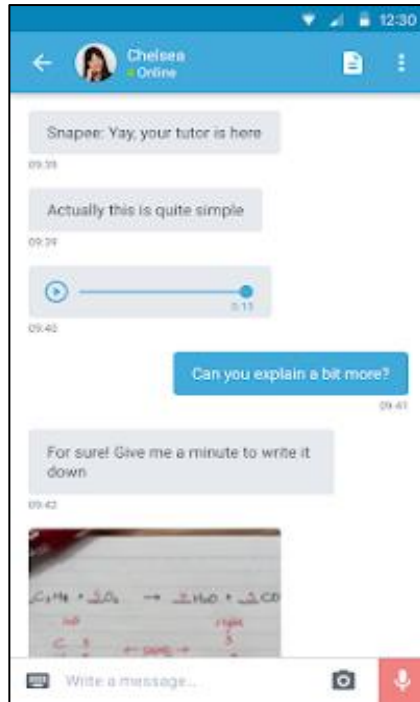 12:30
Chelsea
Online
Snapee: Yay, your tutor is here
09:39
Actually this is quite simple
09:39
09:40
Can you explain a bit more?
09:41
For sure! Give me a minute to write it
down
09:42
Write a message...